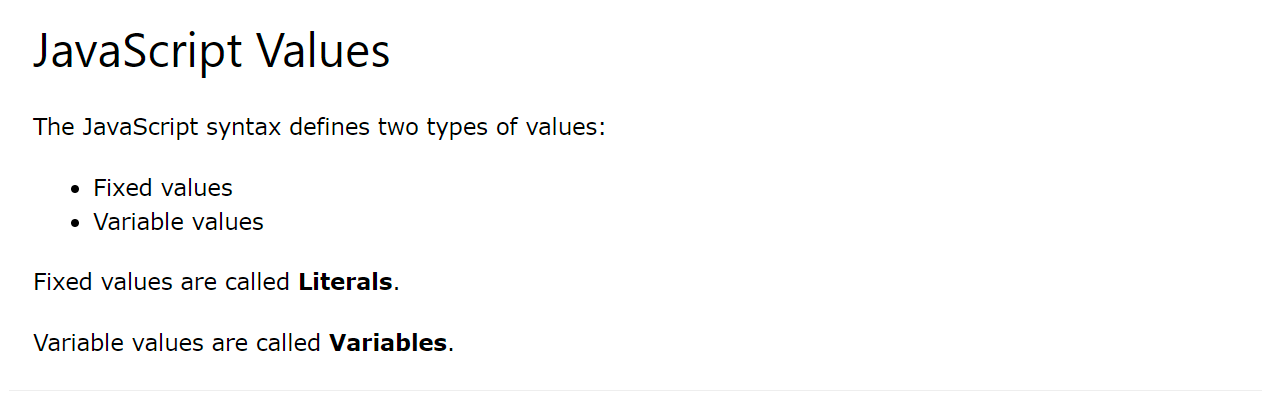 JavaScript Values
The JavaScript syntax defines two types of values:
• Fixed values
• Variable values
Fixed values are called Literals.
Variable values are called Variables.